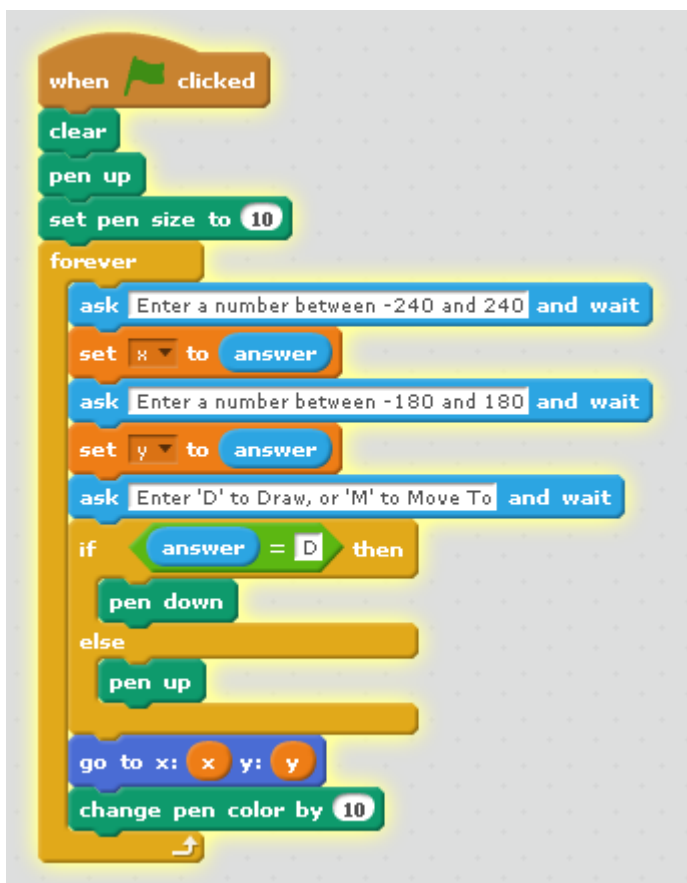 when clicked
clear
pen up
set pen size to 10
forever
ask Enter a number between -240 and 240 and wait
set x to answer
ask Enter a number between -180 and 180 and wait
set y to answer
ask Enter 'D' to Draw, or 'M' to Move To and wait
if answer = D then
pen down
else
pen up
go to x: x y: y
change pen color by 10